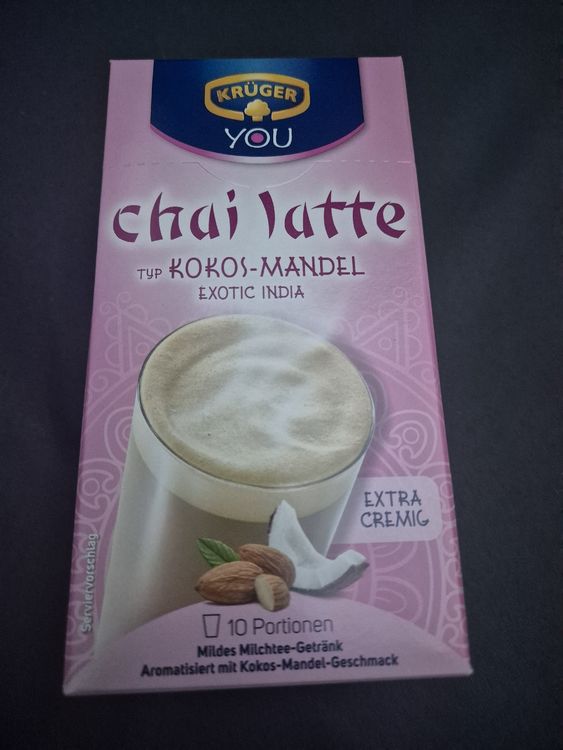 KRÜGER
YOU
chai latte
TYP KOKOS-MANDEL
EXOTIC INDIA
EXTRA
CREMIG
Serviervorschlag
10 Portionen
Mildes Milchtee-Getränk
Aromatisiert mit Kokos-Mandel-Geschmack